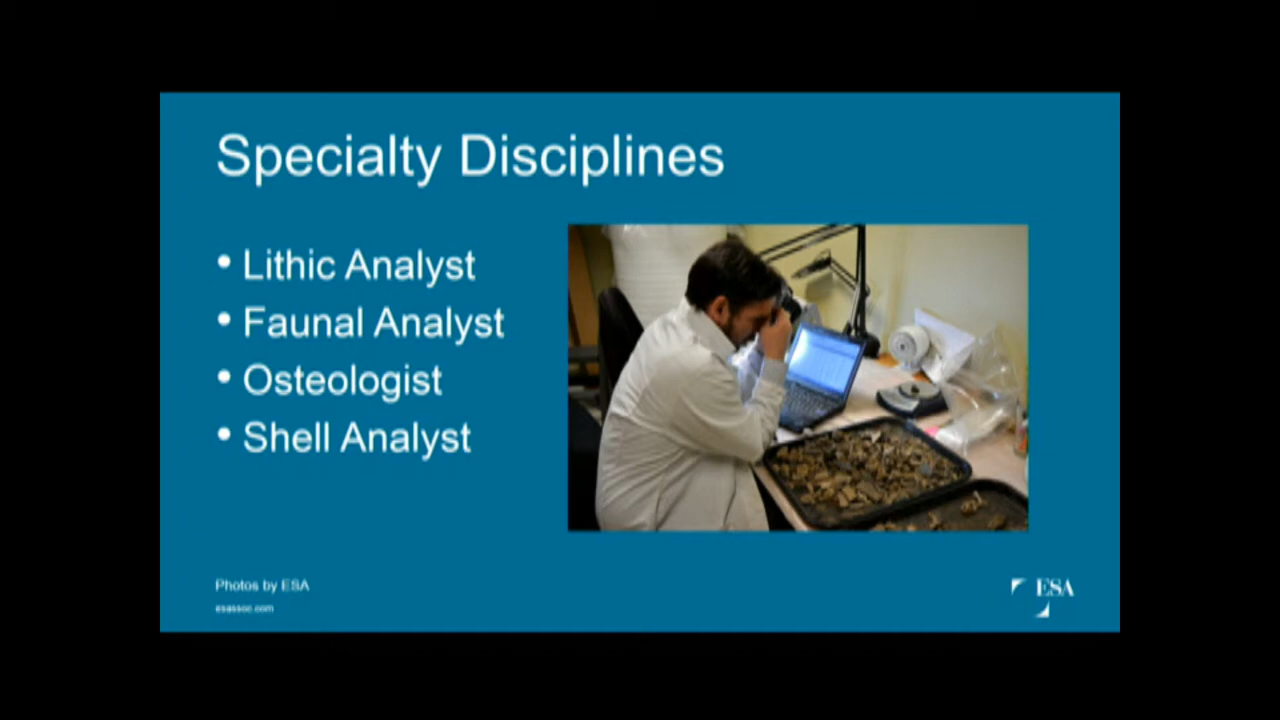 Specialty Disciplines
• Lithic Analyst
• Faunal Analyst
• Osteologist
• Shell Analyst
Photos by ESA
esassoc.com
ESA